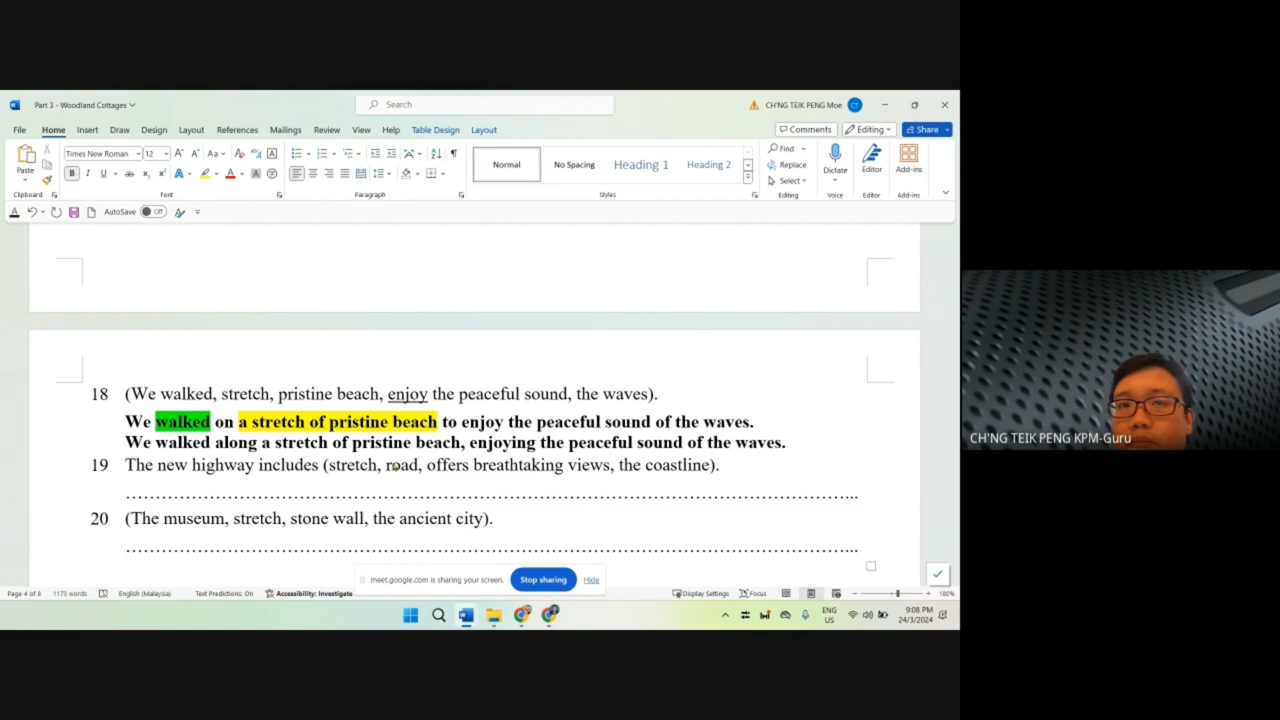 Part 3 - Woodland Cottages
Search
CH'NG TEIK PENG Moe
CT
File Home Insert Draw Design Layout References Mailings Review View Help Table Design Layout
Comments Editing Share
Times New Roman 12
Paste
Normal No Spacing Heading 1 Heading 2
Find
Replace
Select
Dictate Editor Add-ins
Clipboard Font Paragraph Styles Editing Voice Editor Add-ins
AutoSave Off
18 (We walked, stretch, pristine beach, enjoy the peaceful sound, the waves).
We walked on a stretch of pristine beach to enjoy the peaceful sound of the waves.
We walked along a stretch of pristine beach, enjoying the peaceful sound of the waves.
19 The new highway includes (stretch, road, offers breathtaking views, the coastline).
20 (The museum, stretch, stone wall, the ancient city).
meet.google.com is sharing your screen. Stop sharing Hide
Page 4 of 8 1173 words English (Malaysia) Text Predictions: On Accessibility: Investigate Display Settings Focus 180%
ENG
US
9:08 PM
24/3/2024
CH'NG TEIK PENG KPM-Guru